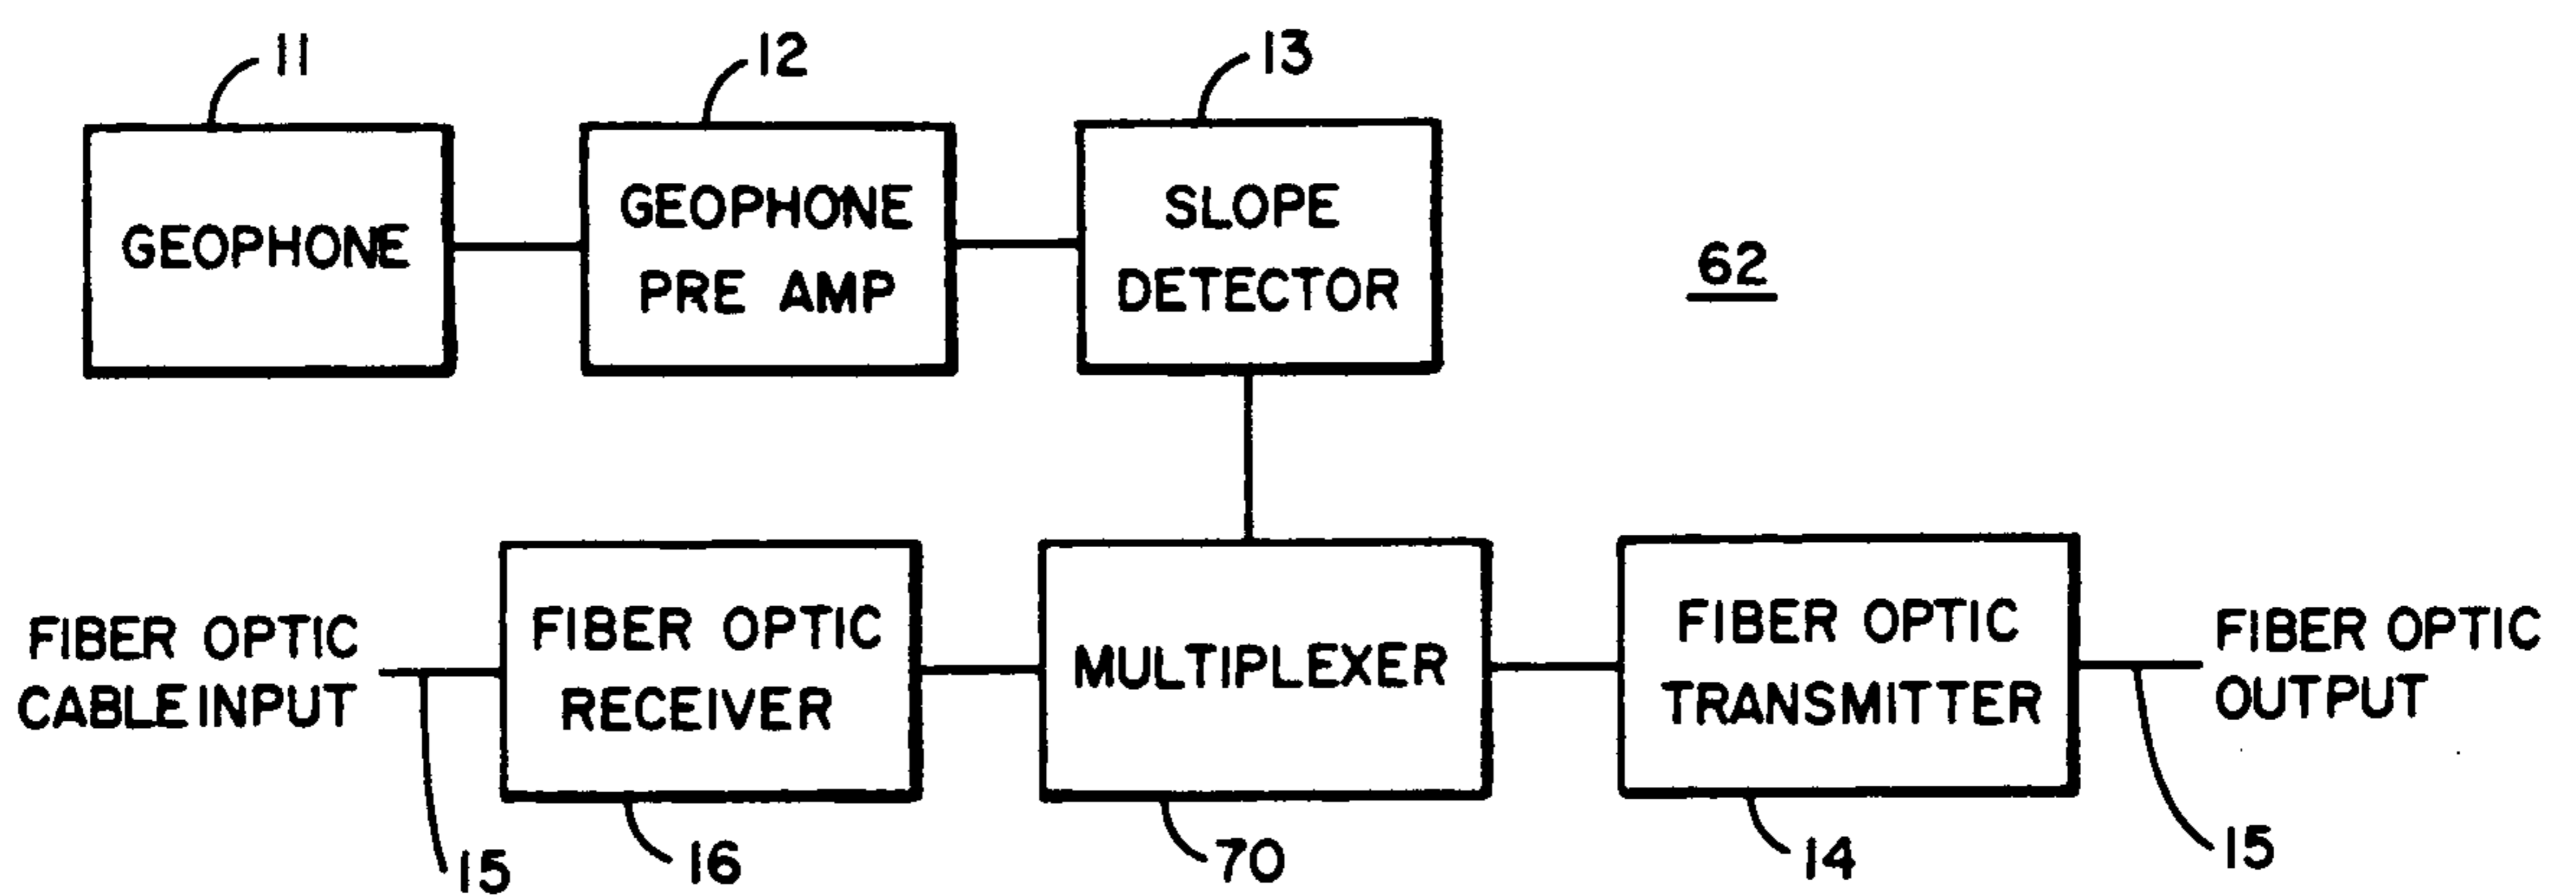 11
12
13
GEOPHONE
GEOPHONE
PRE AMP
SLOPE
DETECTOR
62
FIBER OPTIC
CABLE INPUT
FIBER OPTIC
RECEIVER
MULTIPLEXER
FIBER OPTIC
TRANSMITTER
FIBER OPTIC
OUTPUT
15
16
70
14
15